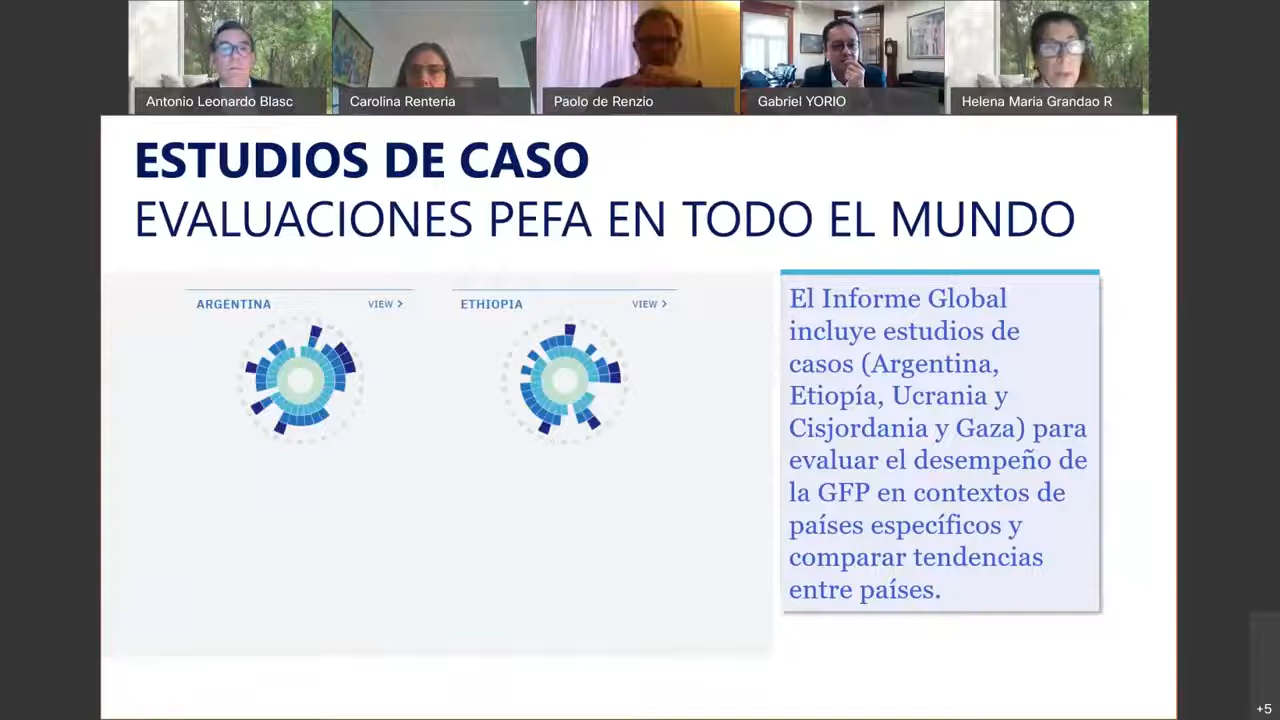 Antonio Leonardo Blasc
Carolina Renteria
Paolo de Renzio
Gabriel YORIO
Helena Maria Grandao R
ESTUDIOS DE CASO
EVALUACIONES PEFA EN TODO EL MUNDO
ARGENTINA
VIEW >
ETHIOPIA
VIEW >
El Informe Global
incluye estudios de
casos (Argentina,
Etiopía, Ucrania y
Cisjordania y Gaza) para
evaluar el desempeño de
la GFP en contextos de
países específicos y
comparar tendencias
entre países.
+5